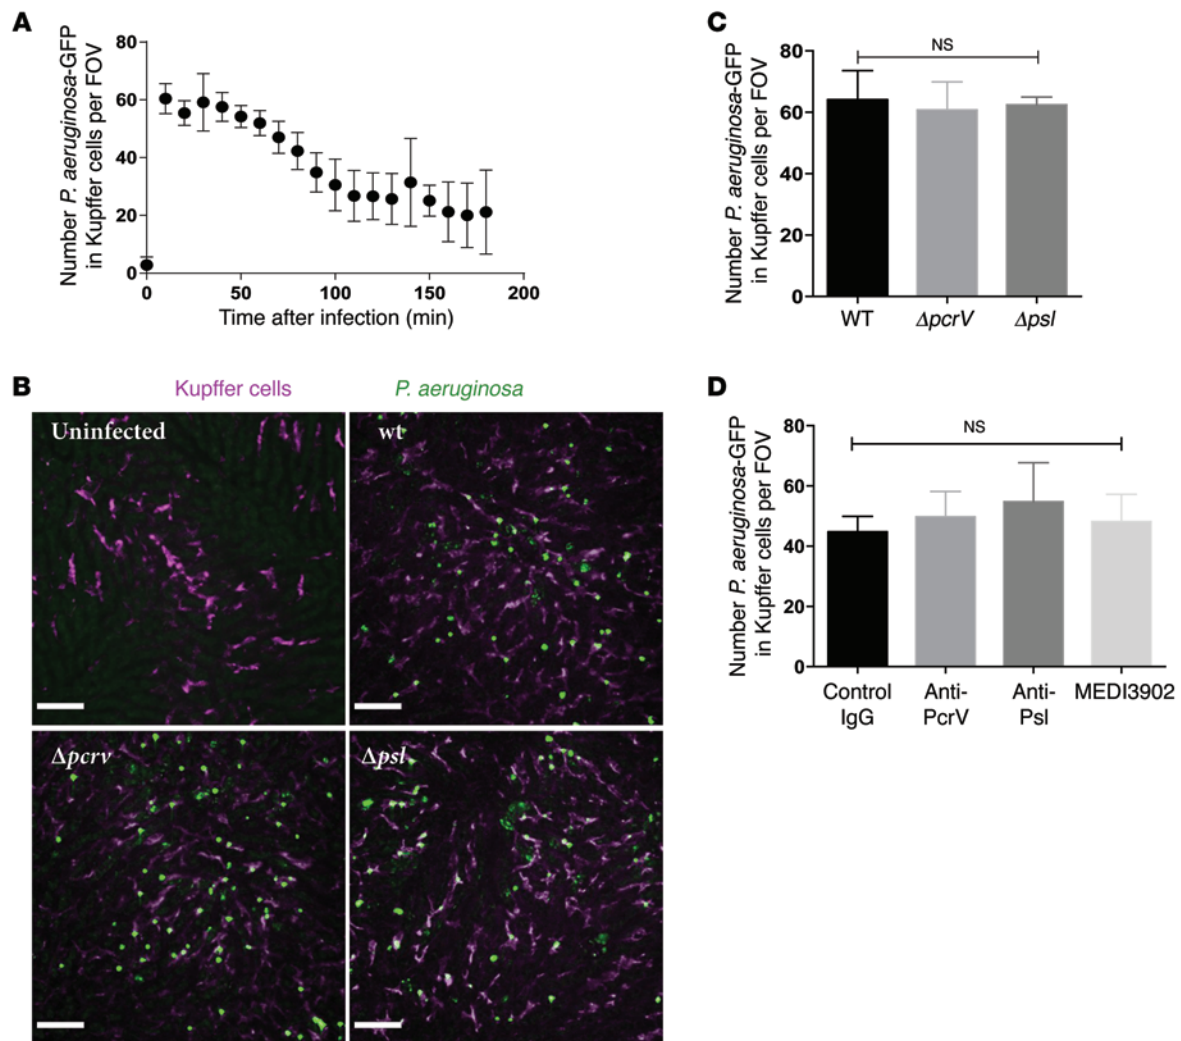 A
Number P. aeruginosa-GFP
in Kupffer cells per FOV
80
60
40
20
0
0
50
100
150
200
Time after infection (min)
B
Kupffer cells
P. aeruginosa
Uninfected
wt
Δpcrv
Δpsl
C
Number P. aeruginosa-GFP
in Kupffer cells per FOV
80
60
40
20
0
NS
WT
ΔpcrV
Δpsl
D
Number P. aeruginosa-GFP
in Kupffer cells per FOV
80
60
40
20
0
NS
Control
IgG
Anti-
PcrV
Anti-
Psl
MEDI3902